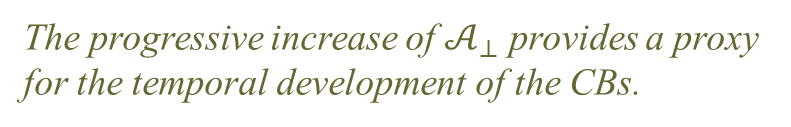 The progressive increase of 𝒜⊥ provides a proxy
for the temporal development of the CBs.